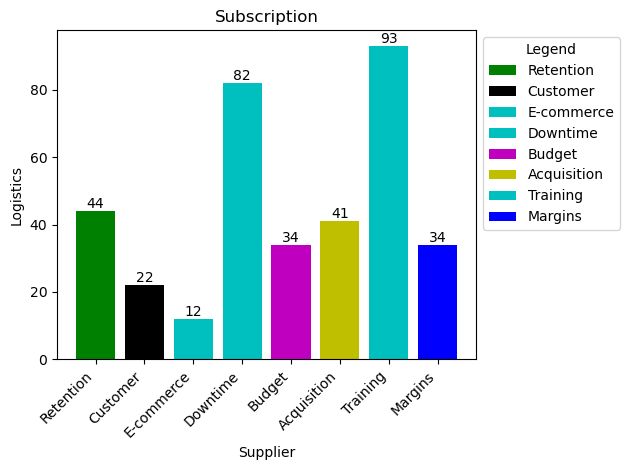 Subscription
Legend
Retention
Customer
E-commerce
Downtime
Budget
Acquisition
Training
Margins
Logistics
80
60
40
20
0
44
22
12
82
34
41
93
34
Retention
Customer
E-commerce
Downtime
Budget
Acquisition
Training
Margins
Supplier